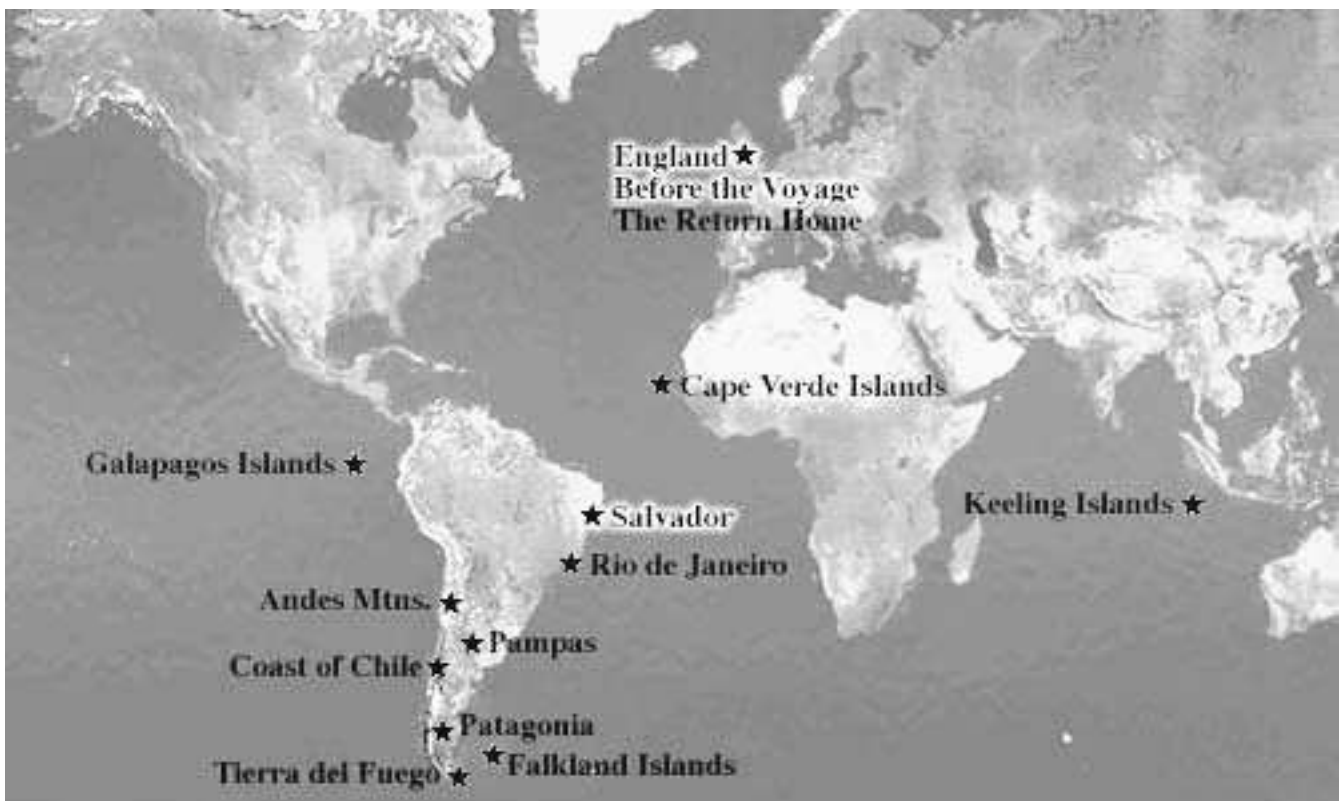 England
Before the Voyage
The Return Home
Cape Verde Islands
Galapagos Islands
Keeling Islands
Salvador
Rio de Janeiro
Andes Mtns.
Pampas
Coast of Chile
Patagonia
Falkland Islands
Tierra del Fuego